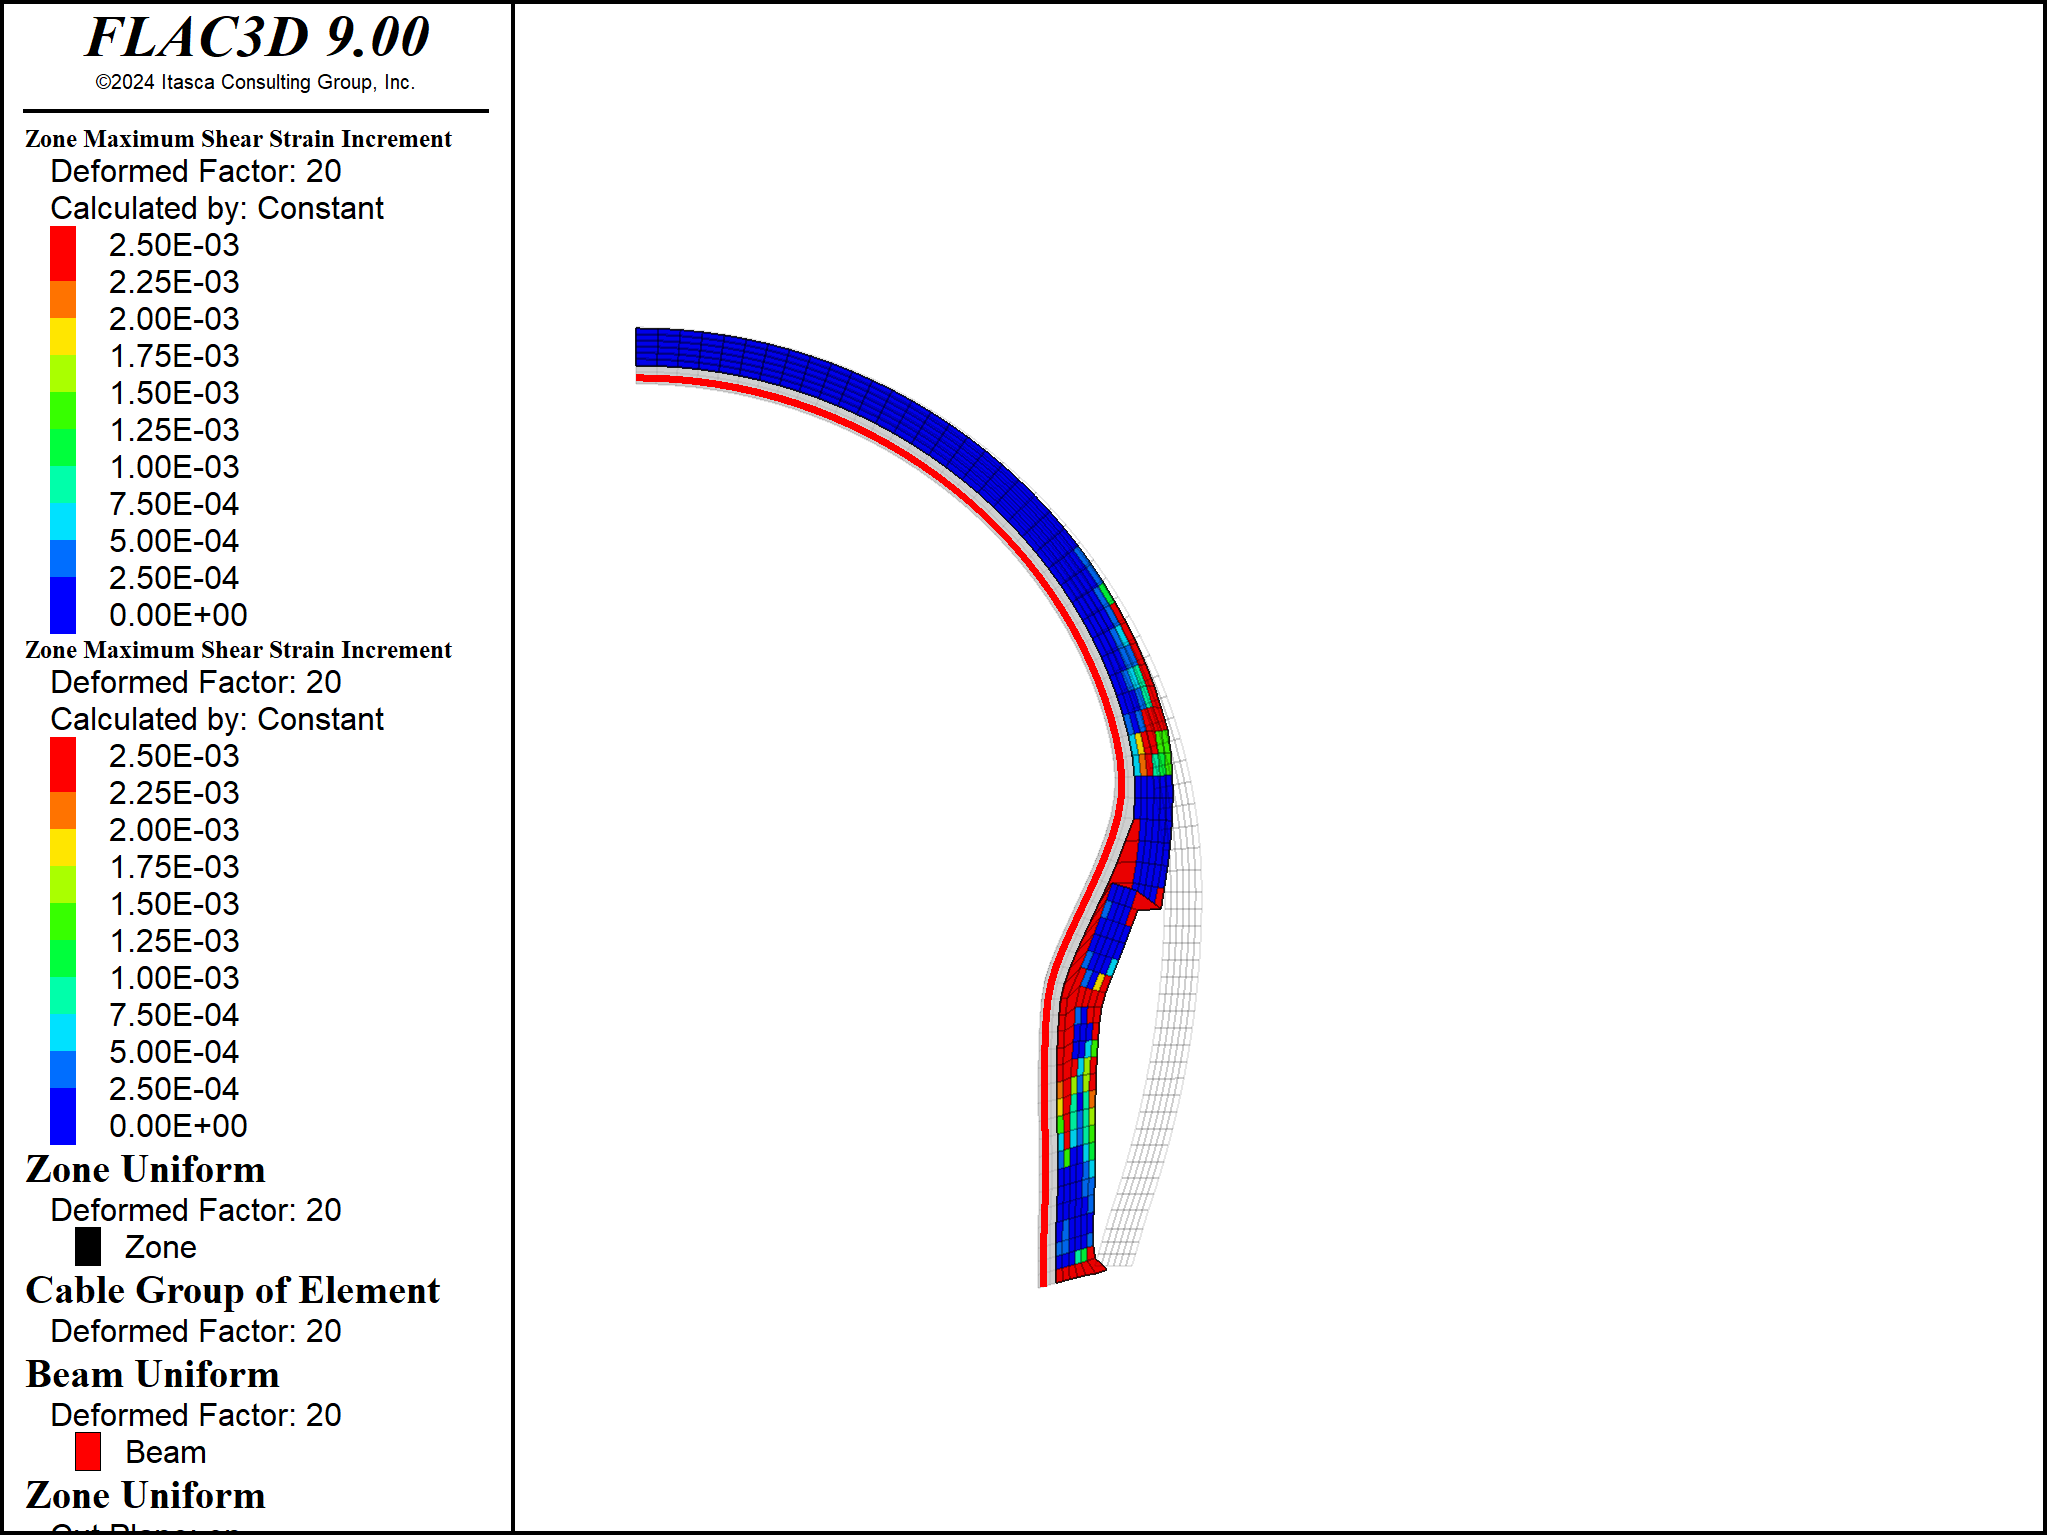 FLAC3D 9.00
©2024 Itasca Consulting Group, Inc.
Zone Maximum Shear Strain Increment
Deformed Factor: 20
Calculated by: Constant
2.50E-03
2.25E-03
2.00E-03
1.75E-03
1.50E-03
1.25E-03
1.00E-03
7.50E-04
5.00E-04
2.50E-04
0.00E+00
Zone Maximum Shear Strain Increment
Deformed Factor: 20
Calculated by: Constant
2.50E-03
2.25E-03
2.00E-03
1.75E-03
1.50E-03
1.25E-03
1.00E-03
7.50E-04
5.00E-04
2.50E-04
0.00E+00
Zone Uniform
Deformed Factor: 20
Zone
Cable Group of Element
Deformed Factor: 20
Beam Uniform
Deformed Factor: 20
Beam
Zone Uniform